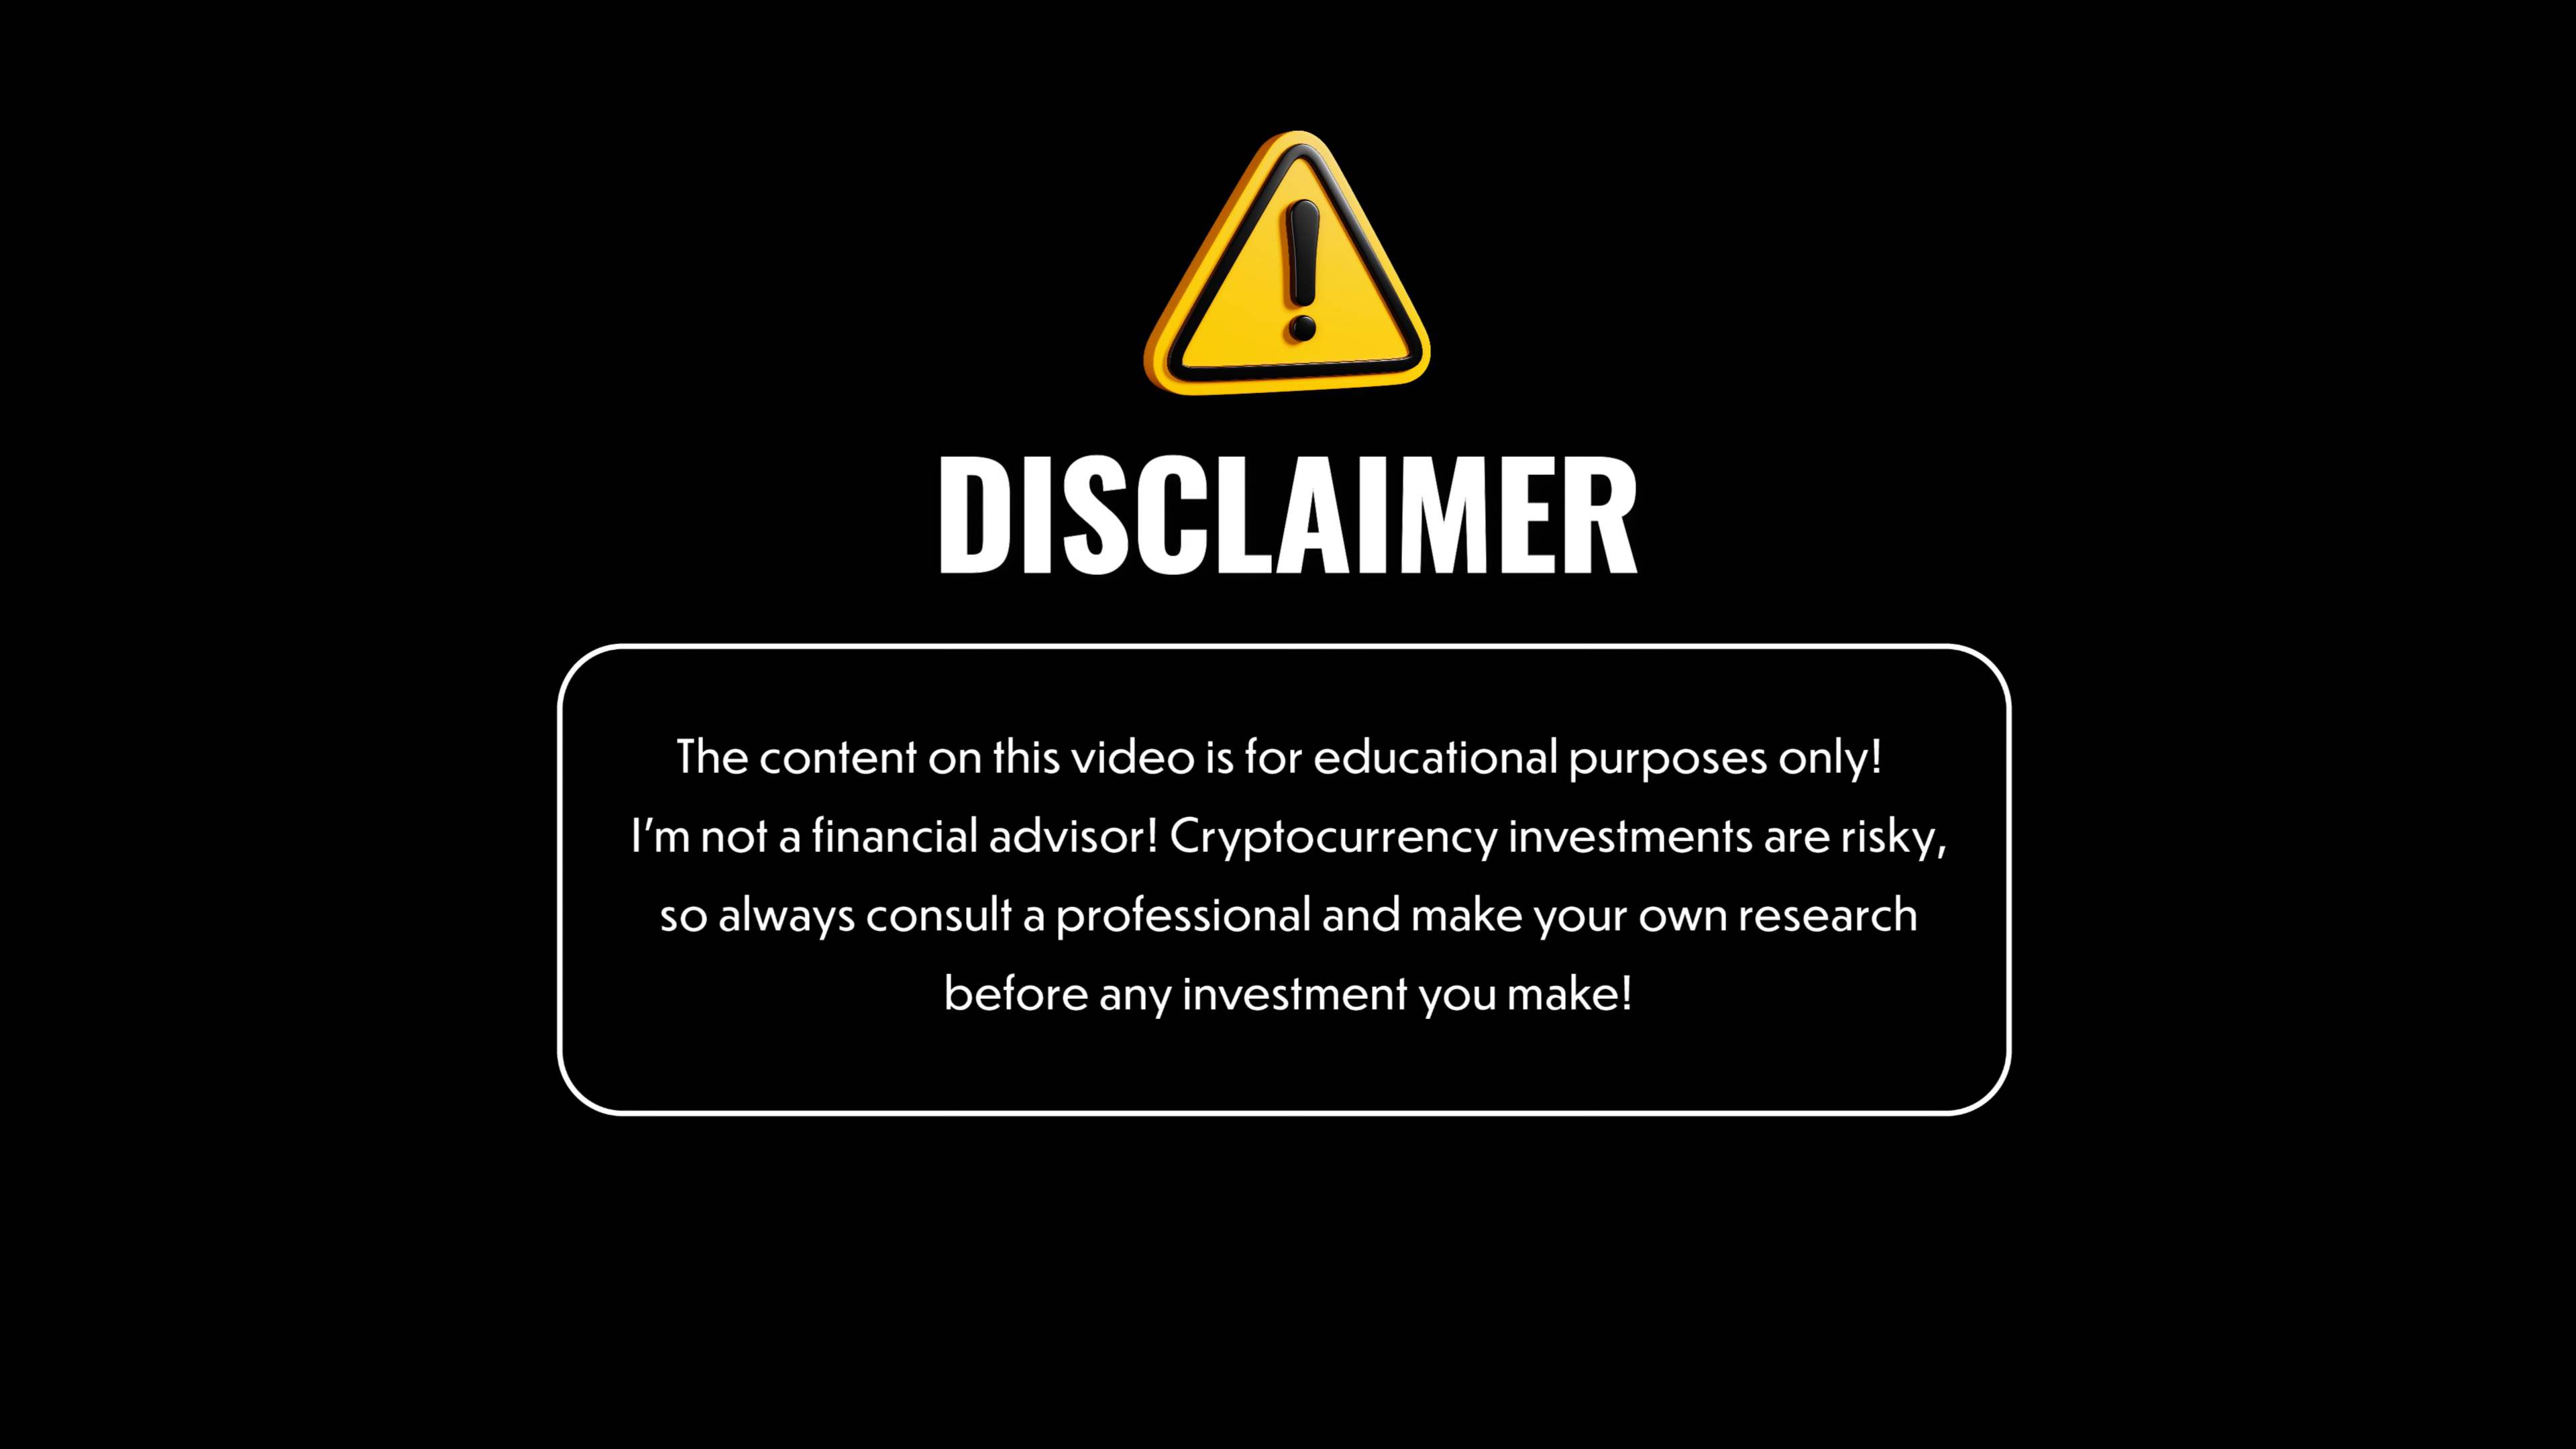 DISCLAIMER
The content on this video is for educational purposes only!
I'm not a financial advisor! Cryptocurrency investments are risky,
so always consult a professional and make your own research
before any investment you make!